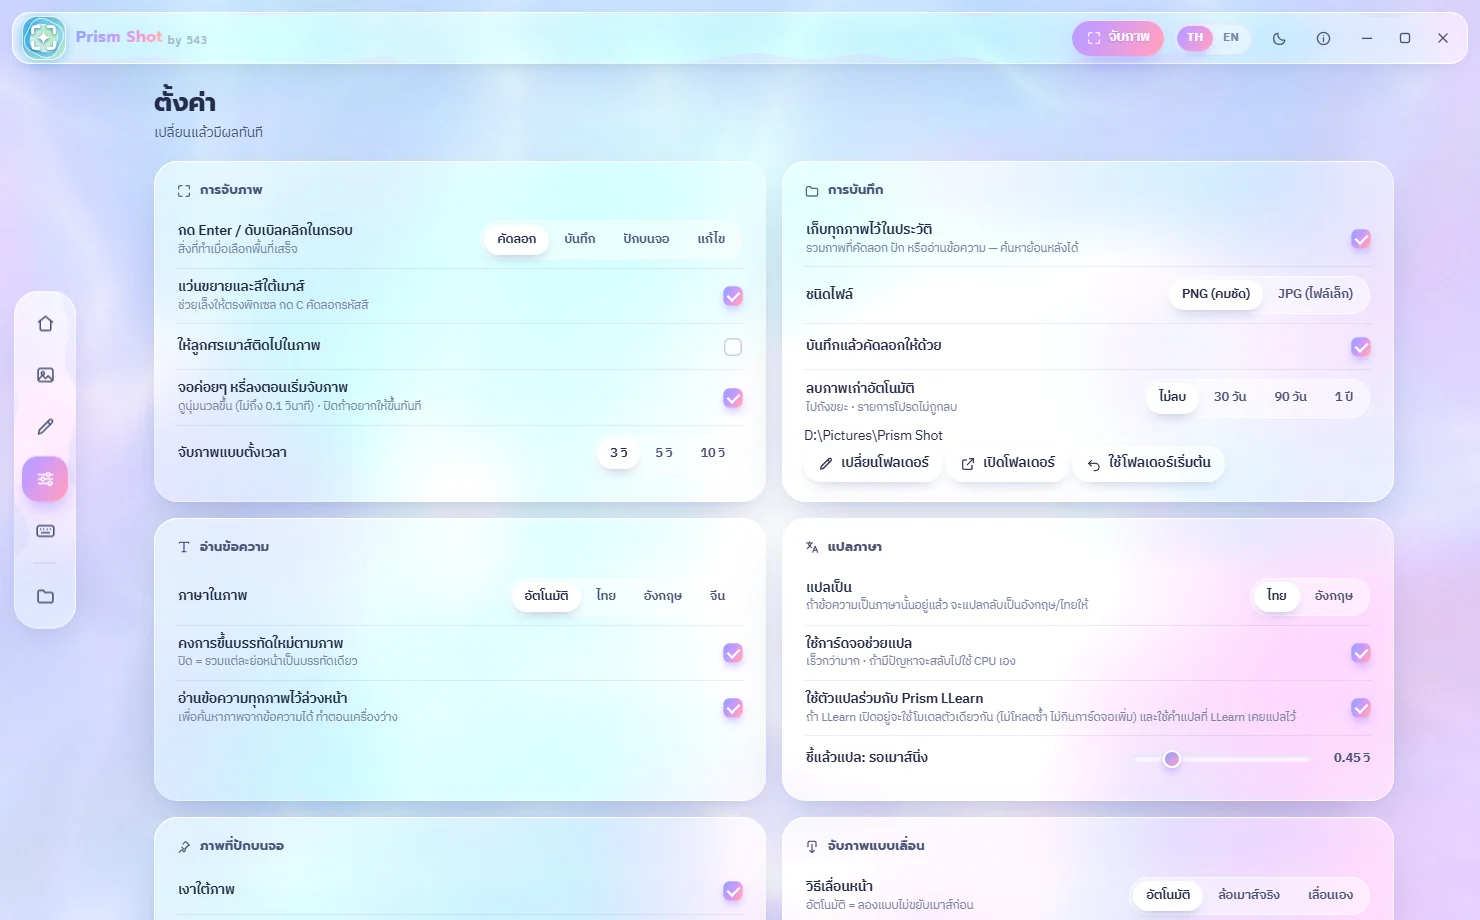 Prism Shot by 543
จับภาพ
TH EN
ตั้งค่า
เปลี่ยนแล้วมีผลทันที
การจับภาพ
กด Enter / ดับเบิลคลิกในกรอบ
สิ่งที่ทำเมื่อเลือกพื้นที่เสร็จ
คัดลอก บันทึก ปักบนจอ แก้ไข
แว่นขยายและสีใต้เมาส์
ช่วยเล็งให้ตรงพิกเซล กด C คัดลอกรหัสสี
ให้ลูกศรเมาส์ติดไปในภาพ
จอค่อยๆ หรี่ลงตอนเริ่มจับภาพ
ดูนุ่มนวลขึ้น (ไม่ถึง 0.1 วินาที) · ปิดถ้าอยากให้ขึ้นทันที
จับภาพแบบตั้งเวลา
3 วิ 5 วิ 10 วิ
การบันทึก
เก็บทุกภาพไว้ในประวัติ
รวมภาพที่คัดลอก ปัก หรืออ่านข้อความ — ค้นหาย้อนหลังได้
ชนิดไฟล์
PNG (คมชัด) JPG (ไฟล์เล็ก)
บันทึกแล้วคัดลอกให้ด้วย
ลบภาพเก่าอัตโนมัติ
ไปถังขยะ · รายการโปรดไม่ถูกลบ
ไม่ลบ 30 วัน 90 วัน 1 ปี
D:\Pictures\Prism Shot
เปลี่ยนโฟลเดอร์ เปิดโฟลเดอร์ ใช้โฟลเดอร์เริ่มต้น
อ่านข้อความ
ภาษาในภาพ
อัตโนมัติ ไทย อังกฤษ จีน
คงการขึ้นบรรทัดใหม่ตามภาพ
ปิด = รวมแต่ละย่อหน้าเป็นบรรทัดเดียว
อ่านข้อความทุกภาพไว้ล่วงหน้า
เพื่อค้นหาภาพจากข้อความได้ ทำตอนเครื่องว่าง
แปลภาษา
แปลเป็น
ถ้าข้อความเป็นภาษานั้นอยู่แล้ว จะแปลกลับเป็นอังกฤษ/ไทยให้
ไทย อังกฤษ
ใช้การ์ดจอช่วยแปล
เร็วกว่ามาก · ถ้ามีปัญหาจะสลับไปใช้ CPU เอง
ใช้ตัวแปลร่วมกับ Prism LLearn
ถ้า LLearn เปิดอยู่จะใช้โมเดลตัวเดียวกัน (ไม่โหลดซ้ำ ไม่กินการ์ดจอเพิ่ม) และใช้คำแปลที่ LLearn เคยแปลไว้
ชี้แล้วแปล: รอเมาส์นิ่ง
0.45 วิ
ภาพที่ปักบนจอ
เงาใต้ภาพ
จับภาพแบบเลื่อน
วิธีเลื่อนหน้า
อัตโนมัติ = ลองแบบไม่ขยับเมาส์ก่อน
อัตโนมัติ ล้อเมาส์จริง เลื่อนเอง